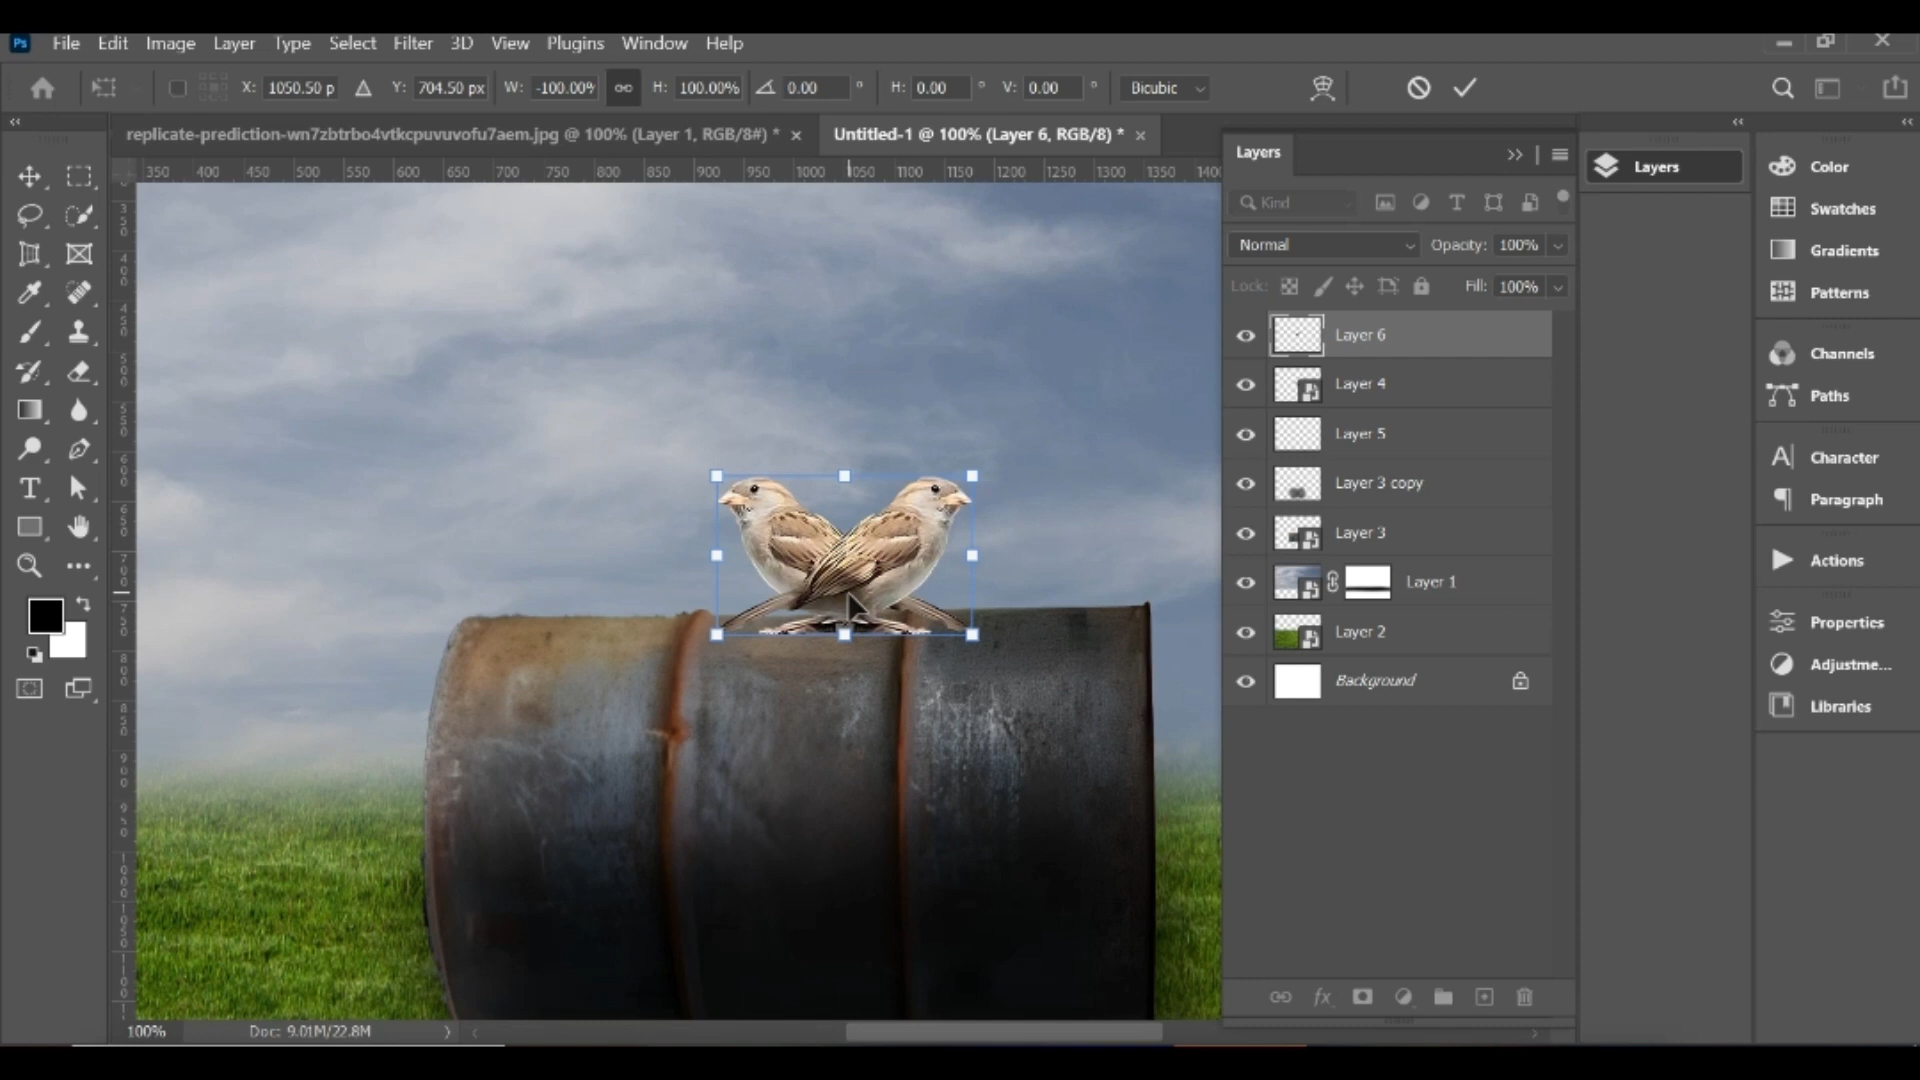 Ps File Edit Image Layer Type Select Filter 3D View Plugins Window Help
X: 1050.50 p Y: 704.50 px W: -100.00% H: 100.00% 0.00 ° H: 0.00 ° V: 0.00 ° Bicubic
replicate-prediction-wn7zbtrbo4vtkcpuvuvofu7aem.jpg @ 100% (Layer 1, RGB/8#) * × Untitled-1 @ 100% (Layer 6, RGB/8) * ×
350 400 450 500 550 600 650 700 750 800 850 900 950 1000 1050 1100 1150 1200 1250 1300 1350 1400
Layers
Kind
Normal Opacity: 100%
Lock: Fill: 100%
Layer 6
Layer 4
Layer 5
Layer 3 copy
Layer 3
Layer 1
Layer 2
Background
fx
Layers
Color
Swatches
Gradients
Patterns
Channels
Paths
Character
Paragraph
Actions
Properties
Adjustme...
Libraries
100% Doc: 9.01M/22.8M